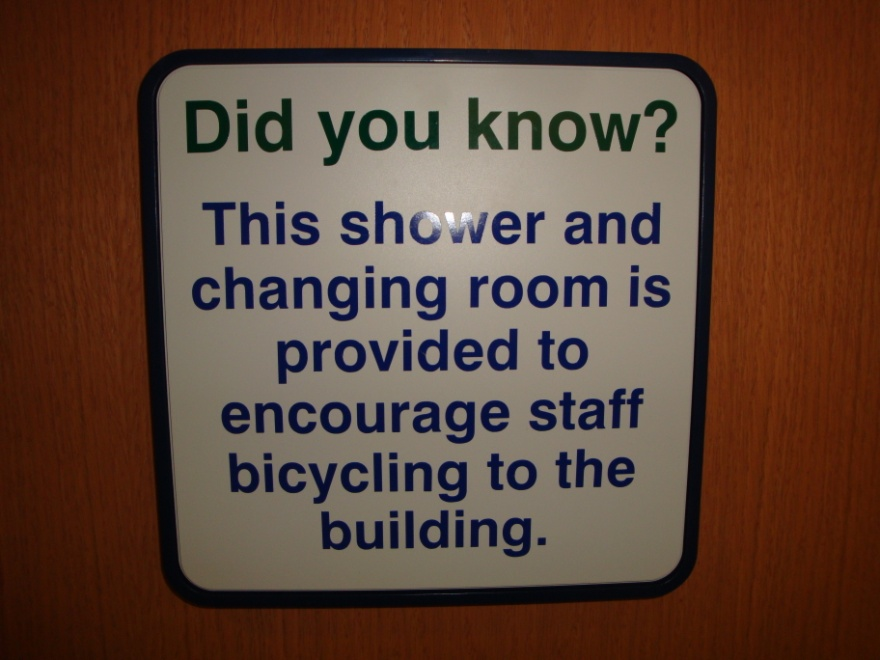 Did you know?
This shower and
changing room is
provided to
encourage staff
bicycling to the
building.